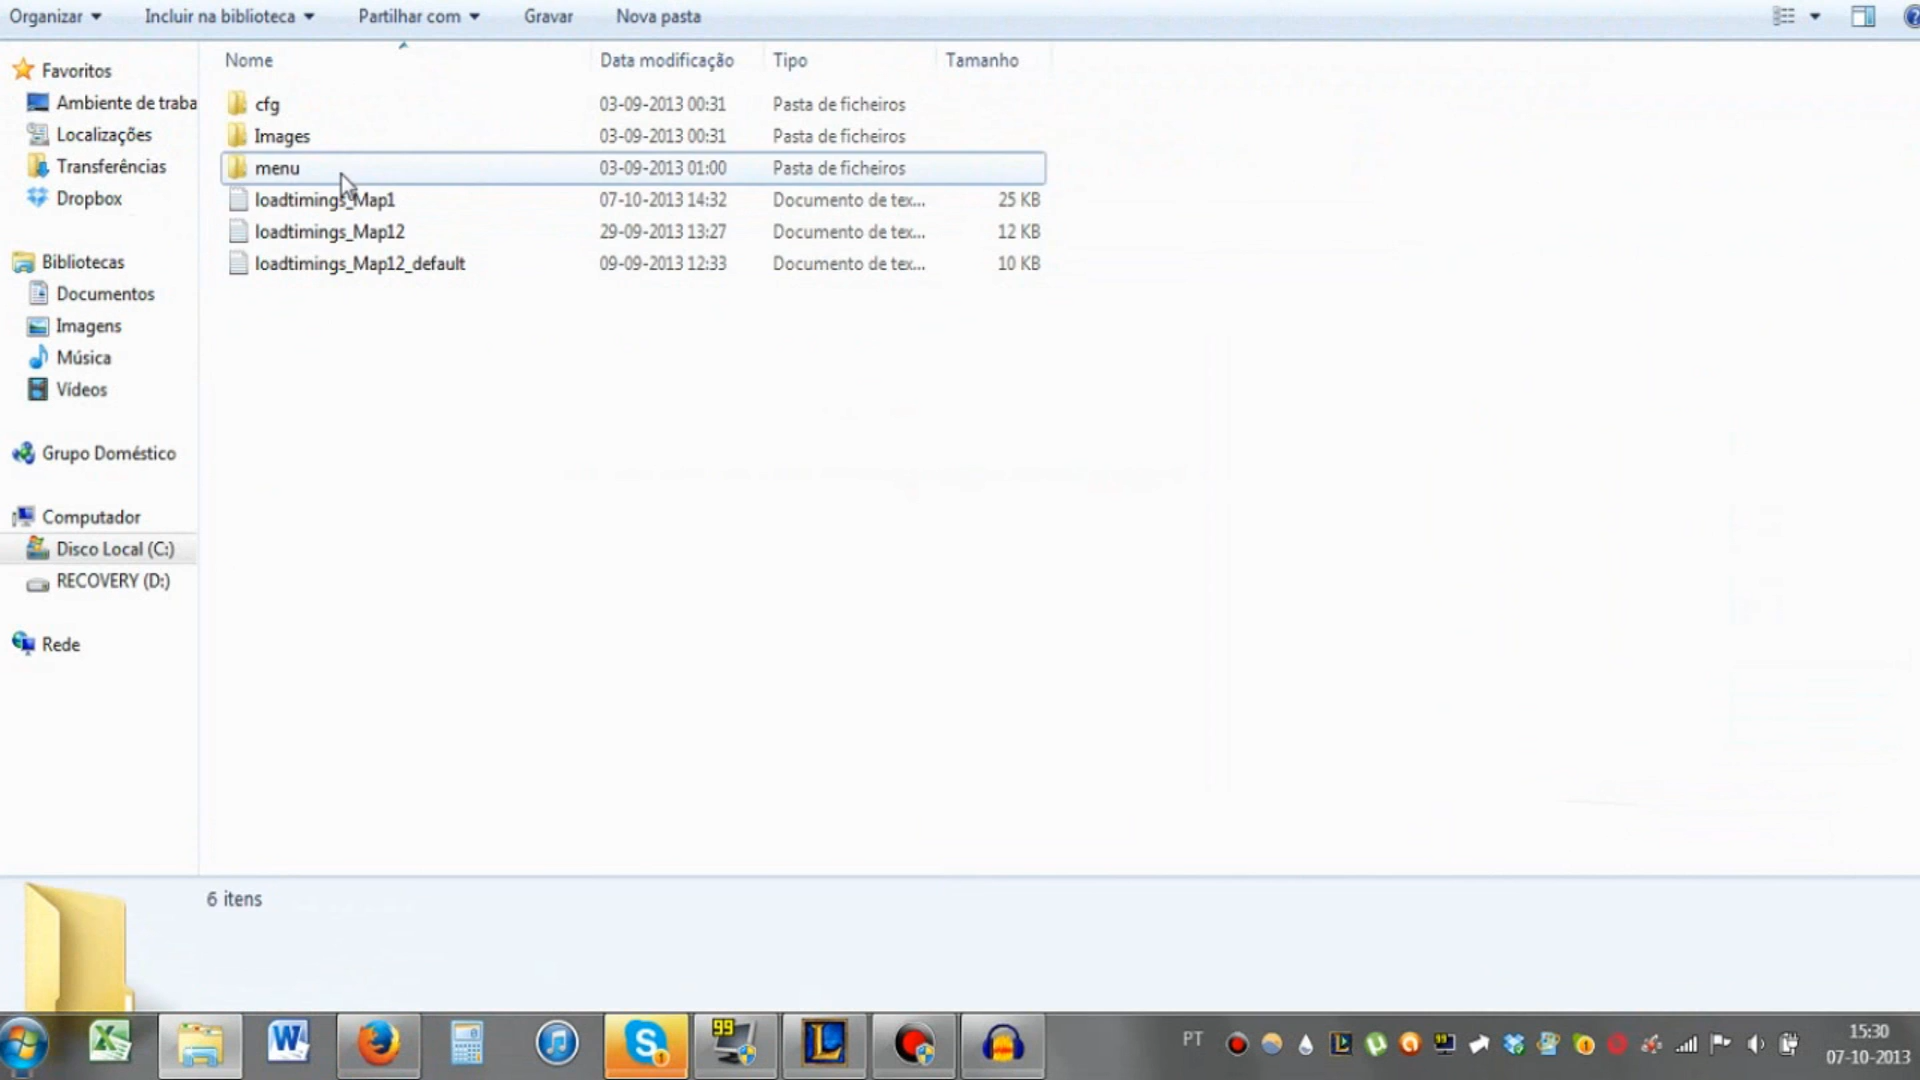 Organizar Incluir na biblioteca Partilhar com Gravar Nova pasta
Nome Data modificação Tipo Tamanho
Favoritos
Ambiente de traba
Localizações
Transferências
Dropbox
Bibliotecas
Documentos
Imagens
Música
Vídeos
Grupo Doméstico
Computador
Disco Local (C:)
RECOVERY (D:)
Rede
cfg 03-09-2013 00:31 Pasta de ficheiros
Images 03-09-2013 00:31 Pasta de ficheiros
menu 03-09-2013 01:00 Pasta de ficheiros
loadtimings_Map1 07-10-2013 14:32 Documento de tex... 25 KB
loadtimings_Map12 29-09-2013 13:27 Documento de tex... 12 KB
loadtimings_Map12_default 09-09-2013 12:33 Documento de tex... 10 KB
6 itens
99
PT
15:30
07-10-2013